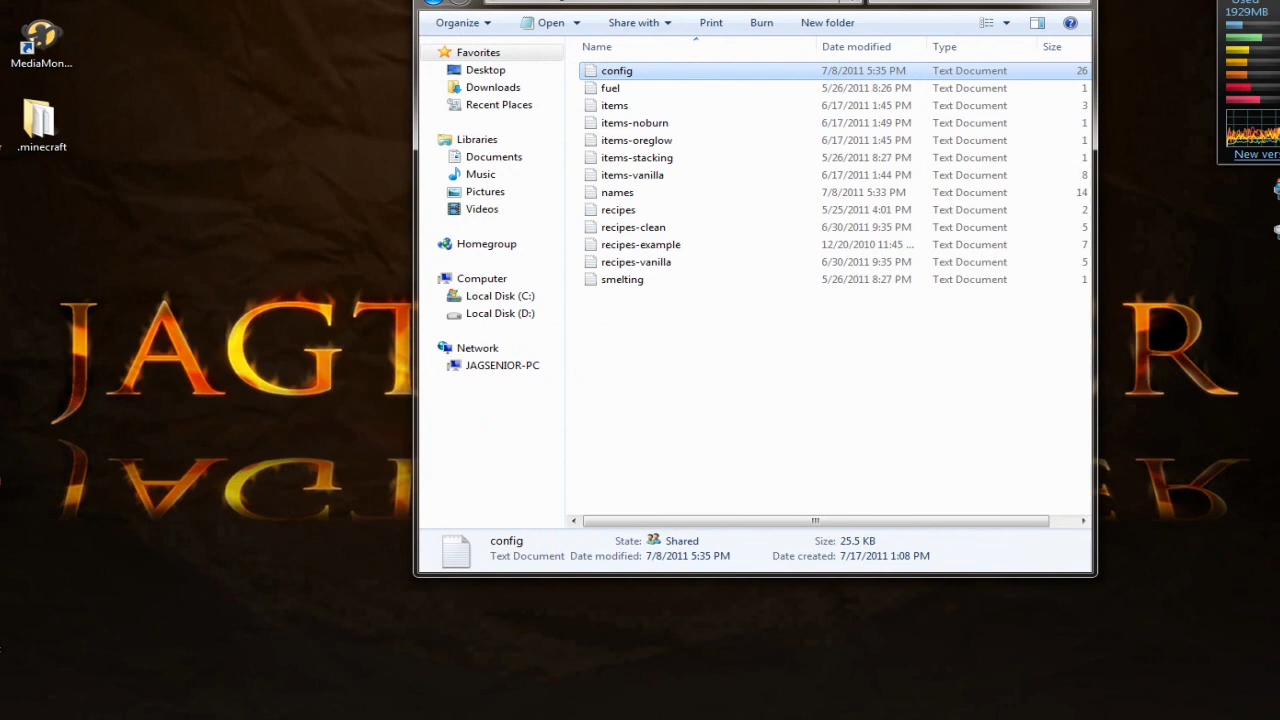 MediaMon...
.minecraft
Organize
Open
Share with
Print
Burn
New folder
Name
Date modified
Type
Size
Favorites
Desktop
Downloads
Recent Places
Libraries
Documents
Music
Pictures
Videos
Homegroup
Computer
Local Disk (C:)
Local Disk (D:)
Network
JAGSENIOR-PC
config 7/8/2011 5:35 PM Text Document 26
fuel 5/26/2011 8:26 PM Text Document 1
items 6/17/2011 1:45 PM Text Document 3
items-noburn 6/17/2011 1:49 PM Text Document 1
items-oreglow 6/17/2011 1:45 PM Text Document 1
items-stacking 5/26/2011 8:27 PM Text Document 1
items-vanilla 6/17/2011 1:44 PM Text Document 8
names 7/8/2011 5:33 PM Text Document 14
recipes 5/25/2011 4:01 PM Text Document 2
recipes-clean 6/30/2011 9:35 PM Text Document 5
recipes-example 12/20/2010 11:45 ... Text Document 7
recipes-vanilla 6/30/2011 9:35 PM Text Document 5
smelting 5/26/2011 8:27 PM Text Document 1
config State: Shared Size: 25.5 KB
Text Document Date modified: 7/8/2011 5:35 PM Date created: 7/17/2011 1:08 PM
Used
1929MB
New ver
JAGT R